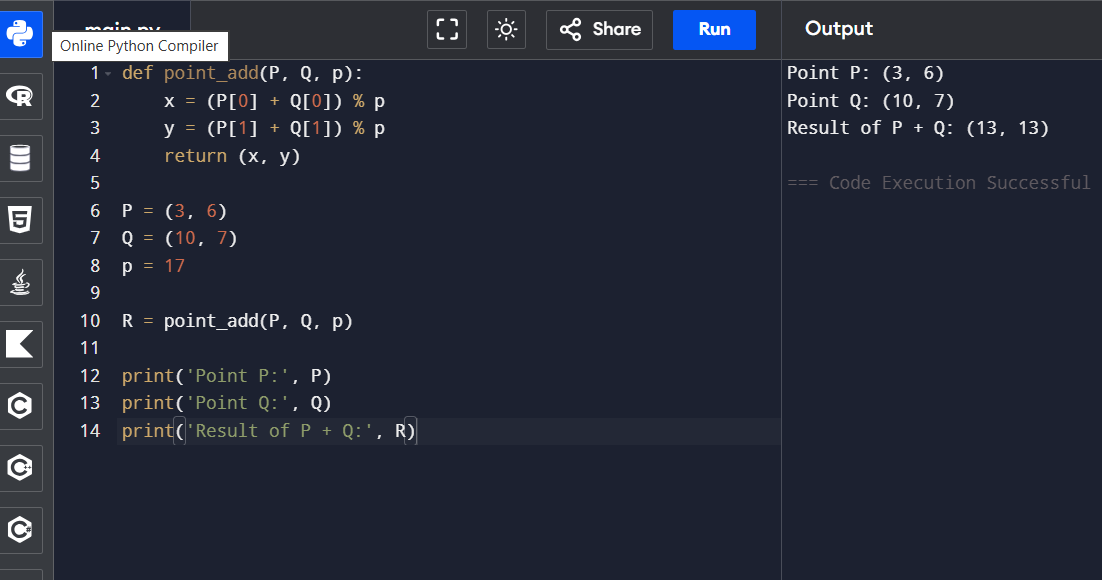 main.py
Share
Run
Output
Online Python Compiler
1 def point_add(P, Q, p):
2     x = (P[0] + Q[0]) % p
3     y = (P[1] + Q[1]) % p
4     return (x, y)
5
6 P = (3, 6)
7 Q = (10, 7)
8 p = 17
9
10 R = point_add(P, Q, p)
11
12 print('Point P:', P)
13 print('Point Q:', Q)
14 print('Result of P + Q:', R)
Point P: (3, 6)
Point Q: (10, 7)
Result of P + Q: (13, 13)
=== Code Execution Successful